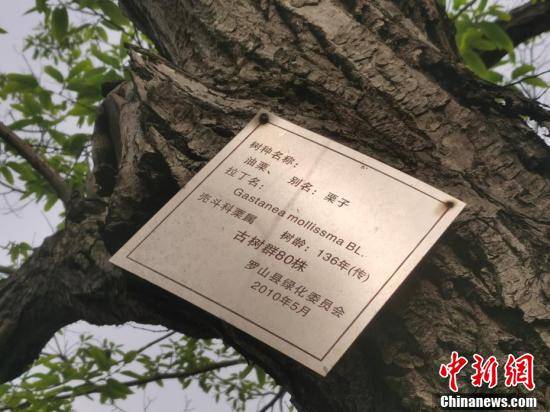 树种名称：
油栗、 别名：栗子
拉丁名：
Gastanea mollissma BL.
壳斗科栗属 树龄：136年(传)
古树群80株
罗山县绿化委员会
2010年5月
中新网
Chinanews.com